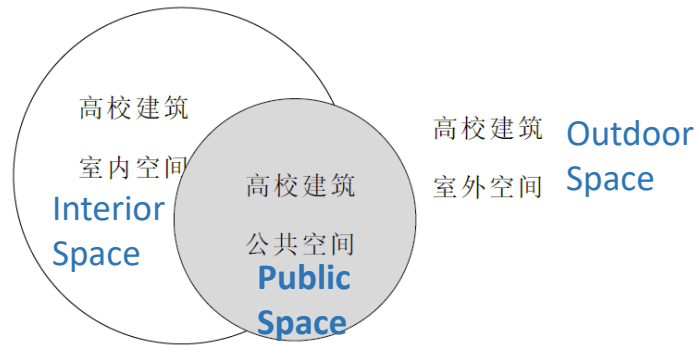 高校建筑
室内空间
Interior
Space
高校建筑
公共空间
Public
Space
高校建筑
室外空间
Outdoor
Space